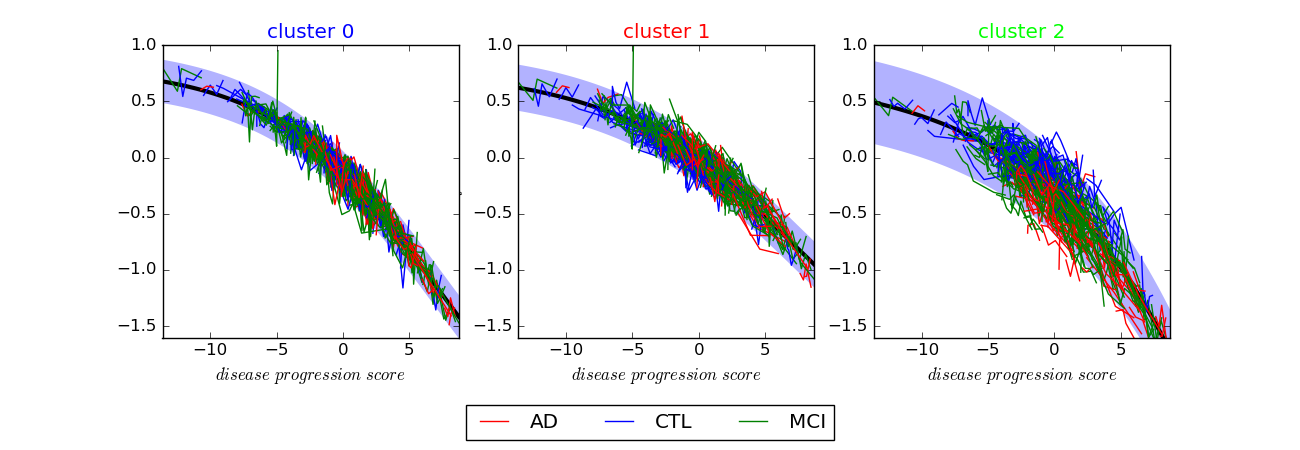 cluster 0 cluster 1 cluster 2
1.0 1.0 1.0
0.5 0.5 0.5
0.0 0.0 0.0
−0.5 −0.5 −0.5
−1.0 −1.0 −1.0
−1.5 −1.5 −1.5
−10 −5 0 5 −10 −5 0 5 −10 −5 0 5
disease progression score disease progression score disease progression score
AD CTL MCI